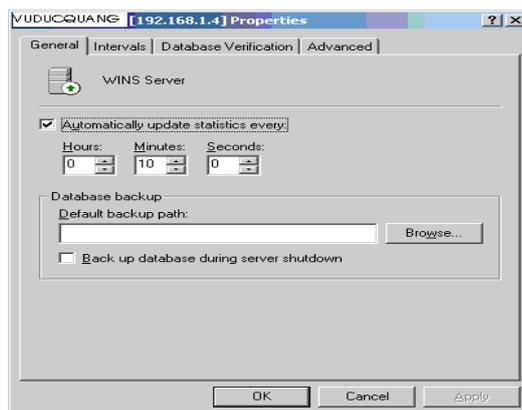 VUDUCQUANG [192.168.1.4] Properties
General Intervals Database Verification Advanced
WINS Server
Automatically update statistics every:
Hours: Minutes: Seconds:
0 10 0
Database backup
Default backup path:
Browse...
Back up database during server shutdown
OK Cancel Apply